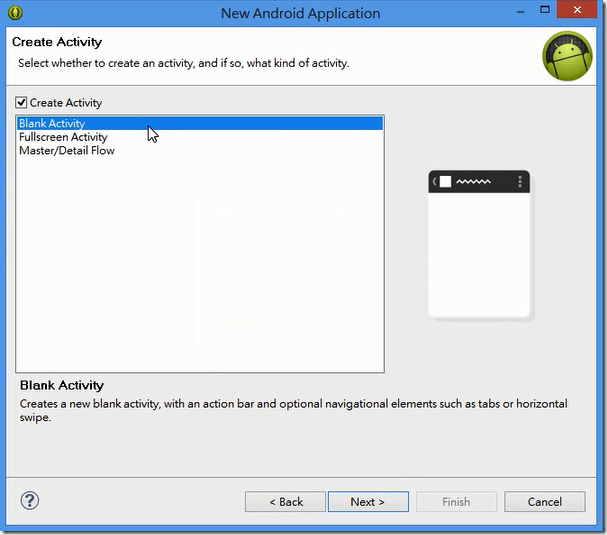 New Android Application
Create Activity
Select whether to create an activity, and if so, what kind of activity.
Create Activity
Blank Activity
Fullscreen Activity
Master/Detail Flow
Blank Activity
Creates a new blank activity, with an action bar and optional navigational elements such as tabs or horizontal
swipe.
< Back
Next >
Finish
Cancel